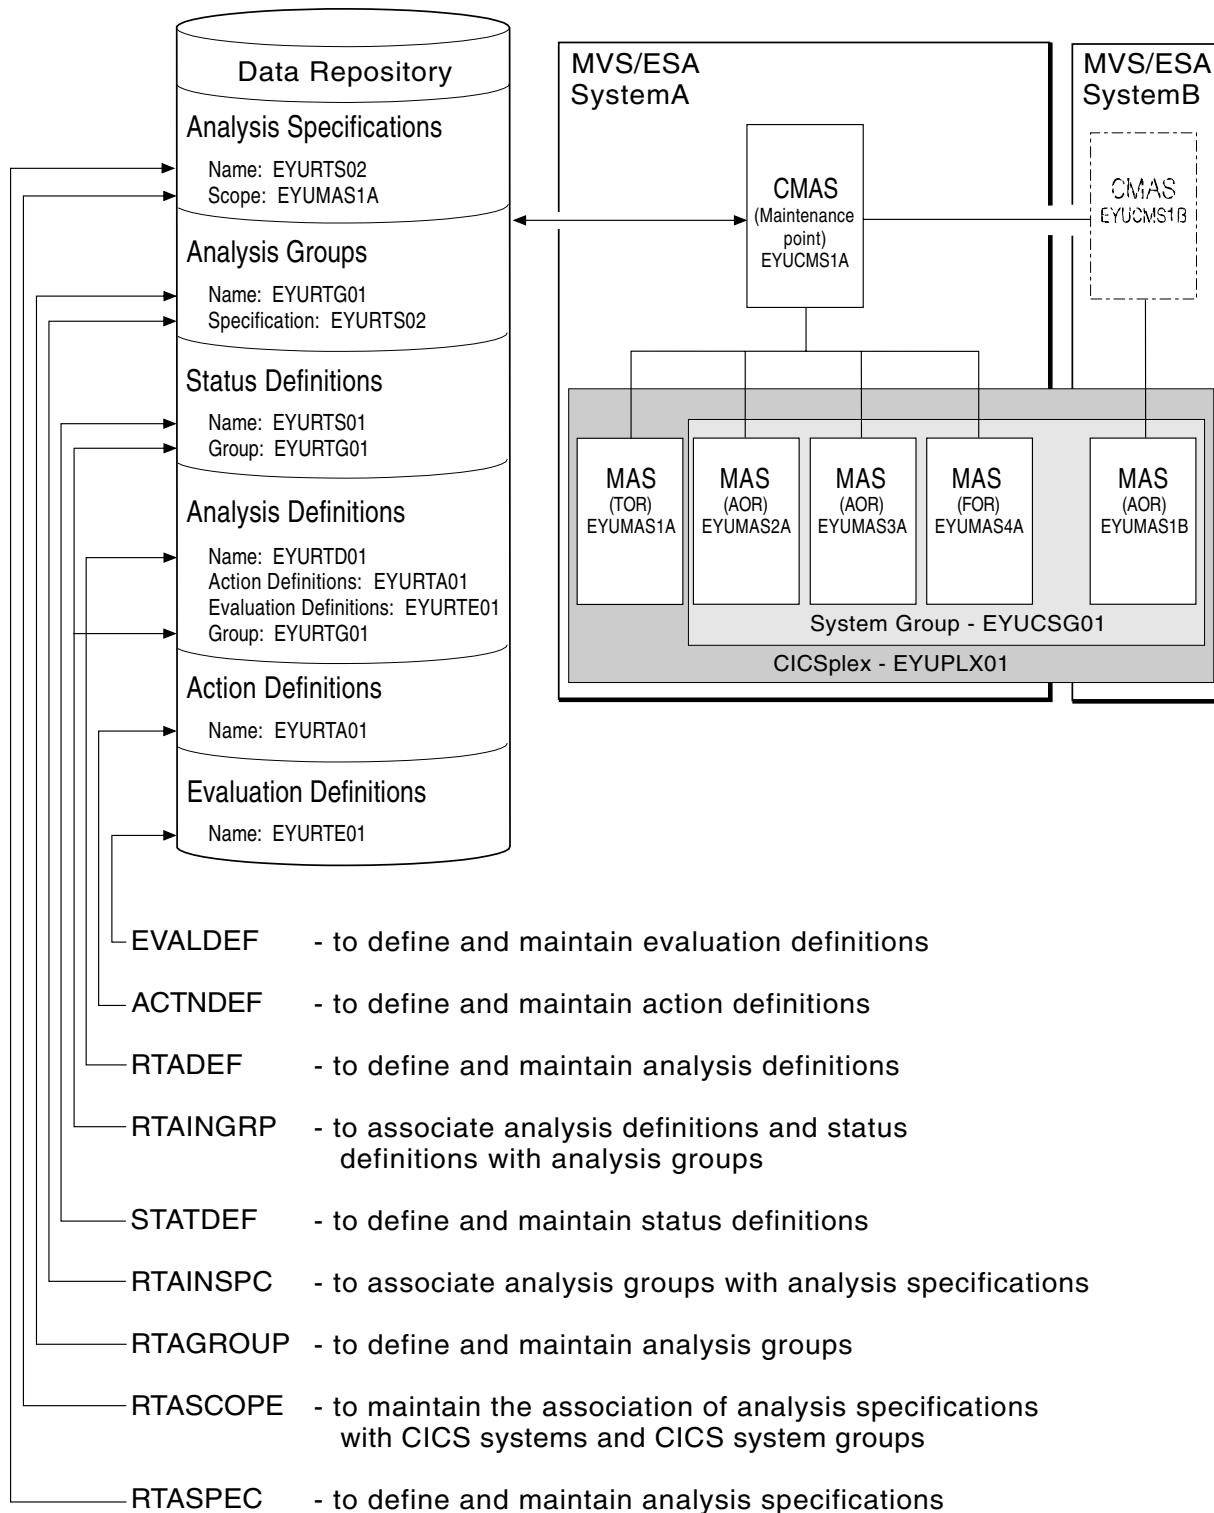 Data Repository
Analysis Specifications
Name: EYURTS02
Scope: EYUMAS1A
Analysis Groups
Name: EYURTG01
Specification: EYURTS02
Status Definitions
Name: EYURTS01
Group: EYURTG01
Analysis Definitions
Name: EYURTD01
Action Definitions: EYURTA01
Evaluation Definitions: EYURTE01
Group: EYURTG01
Action Definitions
Name: EYURTA01
Evaluation Definitions
Name: EYURTE01
MVS/ESA
SystemA
CMAS
(Maintenance
point)
EYUCMS1A
MVS/ESA
SystemB
CMAS
EYUCMS1B
MAS
(TOR)
EYUMAS1A
MAS
(AOR)
EYUMAS2A
MAS
(AOR)
EYUMAS3A
MAS
(FOR)
EYUMAS4A
MAS
(AOR)
EYUMAS1B
System Group - EYUCSG01
CICSplex - EYUPLX01
EVALDEF - to define and maintain evaluation definitions
ACTNDEF - to define and maintain action definitions
RTADEF - to define and maintain analysis definitions
RTAINGRP - to associate analysis definitions and status
definitions with analysis groups
STATDEF - to define and maintain status definitions
RTAINSPC - to associate analysis groups with analysis specifications
RTAGROUP - to define and maintain analysis groups
RTASCOPE - to maintain the association of analysis specifications
with CICS systems and CICS system groups
RTASPEC - to define and maintain analysis specifications